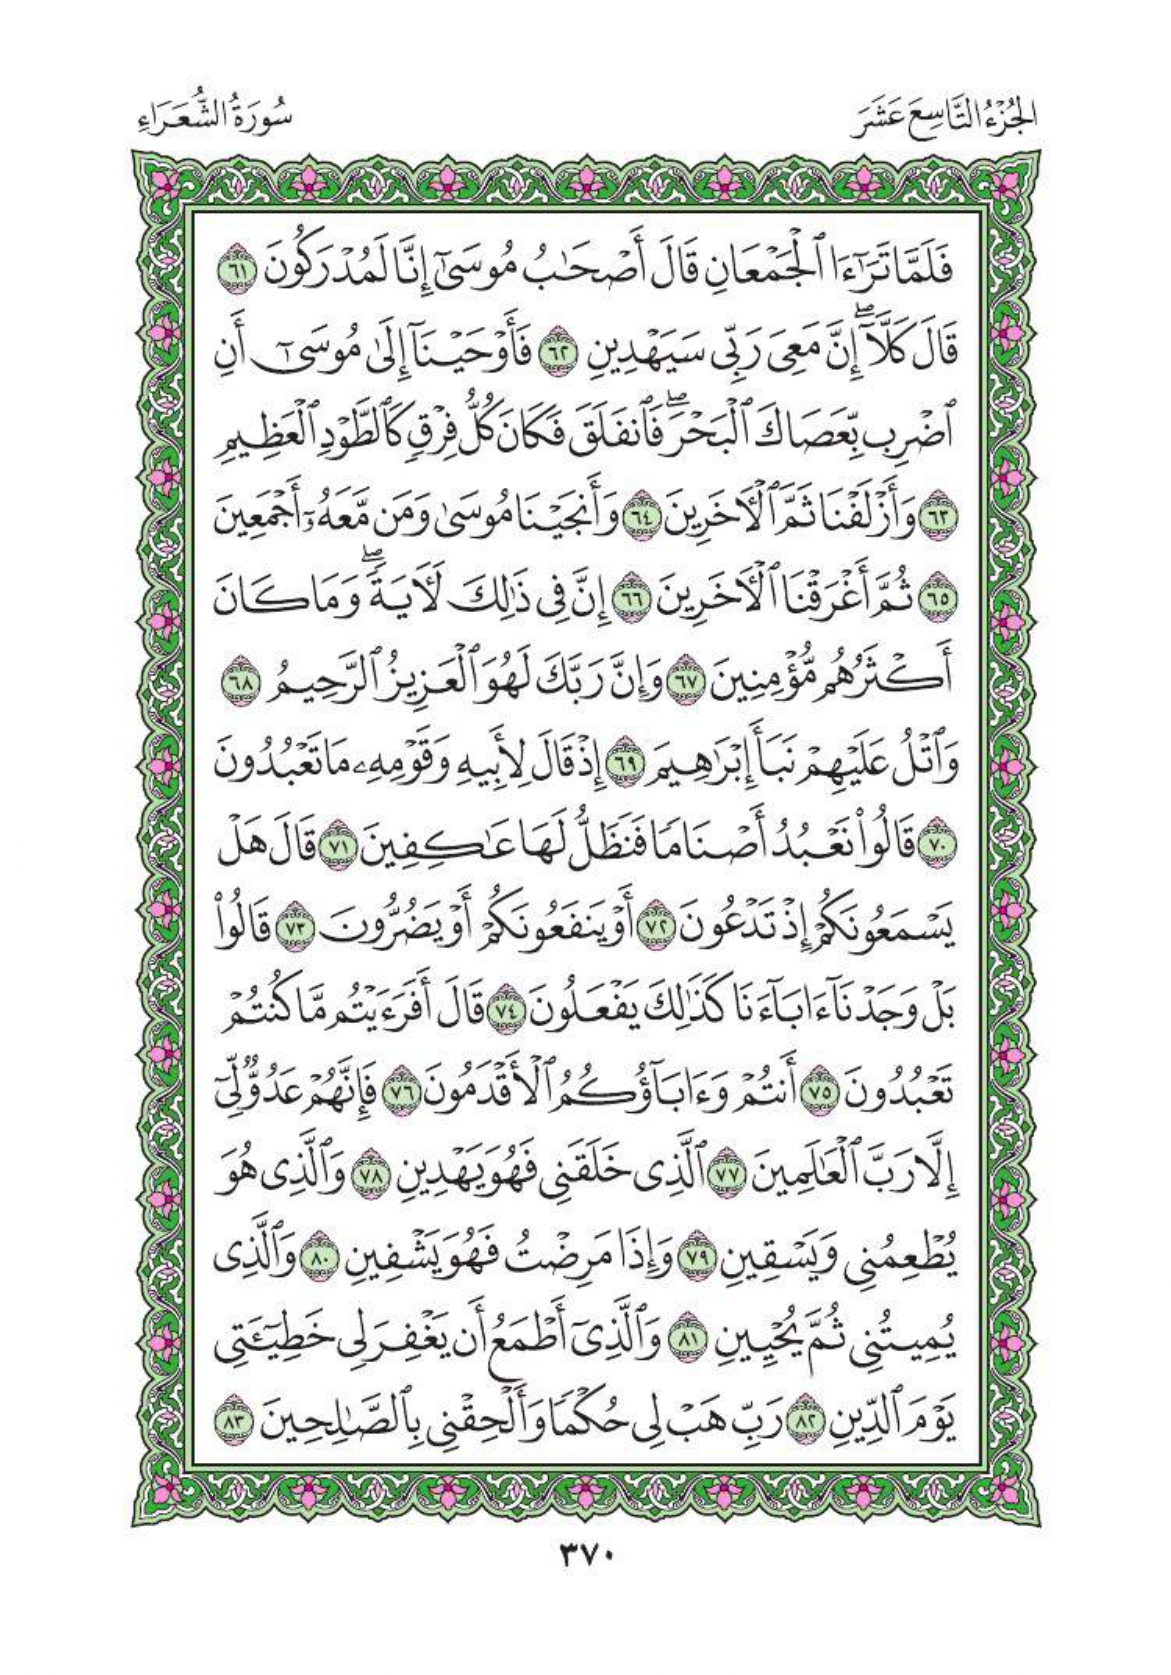 الجُزْءُ التَّاسِعَ عَشَرَ
سُورَةُ الشُّعَرَاءِ
فَلَمَّا تَرَٰٓءَا ٱلْجَمْعَانِ قَالَ أَصْحَٰبُ مُوسَىٰٓ إِنَّا لَمُدْرَكُونَ ٦١
قَالَ كَلَّآ ۖ إِنَّ مَعِىَ رَبِّى سَيَهْدِينِ ٦٢ فَأَوْحَيْنَآ إِلَىٰ مُوسَىٰٓ أَنِ
ٱضْرِب بِّعَصَاكَ ٱلْبَحْرَ ۖ فَٱنفَلَقَ فَكَانَ كُلُّ فِرْقٍ كَٱلطَّوْدِ ٱلْعَظِيمِ
٦٣ وَأَزْلَفْنَا ثَمَّ ٱلْءَاخَرِينَ ٦٤ وَأَنجَيْنَا مُوسَىٰ وَمَن مَّعَهُۥٓ أَجْمَعِينَ
٦٥ ثُمَّ أَغْرَقْنَا ٱلْءَاخَرِينَ ٦٦ إِنَّ فِى ذَٰلِكَ لَءَايَةً ۖ وَمَا كَانَ
أَكْثَرُهُم مُّؤْمِنِينَ ٦٧ وَإِنَّ رَبَّكَ لَهُوَ ٱلْعَزِيزُ ٱلرَّحِيمُ ٦٨
وَٱتْلُ عَلَيْهِمْ نَبَأَ إِبْرَٰهِيمَ ٦٩ إِذْ قَالَ لِأَبِيهِ وَقَوْمِهِۦ مَا تَعْبُدُونَ
٧٠ قَالُوا۟ نَعْبُدُ أَصْنَامًا فَنَظَلُّ لَهَا عَٰكِفِينَ ٧١ قَالَ هَلْ
يَسْمَعُونَكُمْ إِذْ تَدْعُونَ ٧٢ أَوْ يَنفَعُونَكُمْ أَوْ يَضُرُّونَ ٧٣ قَالُوا۟
بَلْ وَجَدْنَآ ءَابَآءَنَا كَذَٰلِكَ يَفْعَلُونَ ٧٤ قَالَ أَفَرَءَيْتُم مَّا كُنتُمْ
تَعْبُدُونَ ٧٥ أَنتُمْ وَءَابَآؤُكُمُ ٱلْأَقْدَمُونَ ٧٦ فَإِنَّهُمْ عَدُوٌّ لِّىٓ
إِلَّا رَبَّ ٱلْعَٰلَمِينَ ٧٧ ٱلَّذِى خَلَقَنِى فَهُوَ يَهْدِينِ ٧٨ وَٱلَّذِى هُوَ
يُطْعِمُنِى وَيَسْقِينِ ٧٩ وَإِذَا مَرِضْتُ فَهُوَ يَشْفِينِ ٨٠ وَٱلَّذِى
يُمِيتُنِى ثُمَّ يُحْيِينِ ٨١ وَٱلَّذِىٓ أَطْمَعُ أَن يَغْفِرَ لِى خَطِيٓـَٔتِى
يَوْمَ ٱلدِّينِ ٨٢ رَبِّ هَبْ لِى حُكْمًا وَأَلْحِقْنِى بِٱلصَّٰلِحِينَ ٨٣
٣٧٠